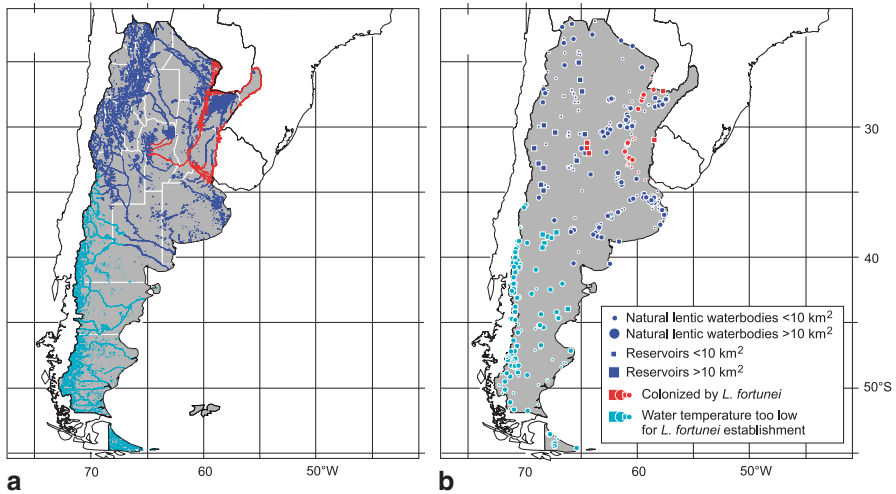 30
40
50°S
Natural lentic waterbodies <10 km²
Natural lentic waterbodies >10 km²
Reservoirs <10 km²
Reservoirs >10 km²
Colonized by L. fortunei
Water temperature too low
for L. fortunei establishment
a
70
60
50°W
b
70
60
50°W